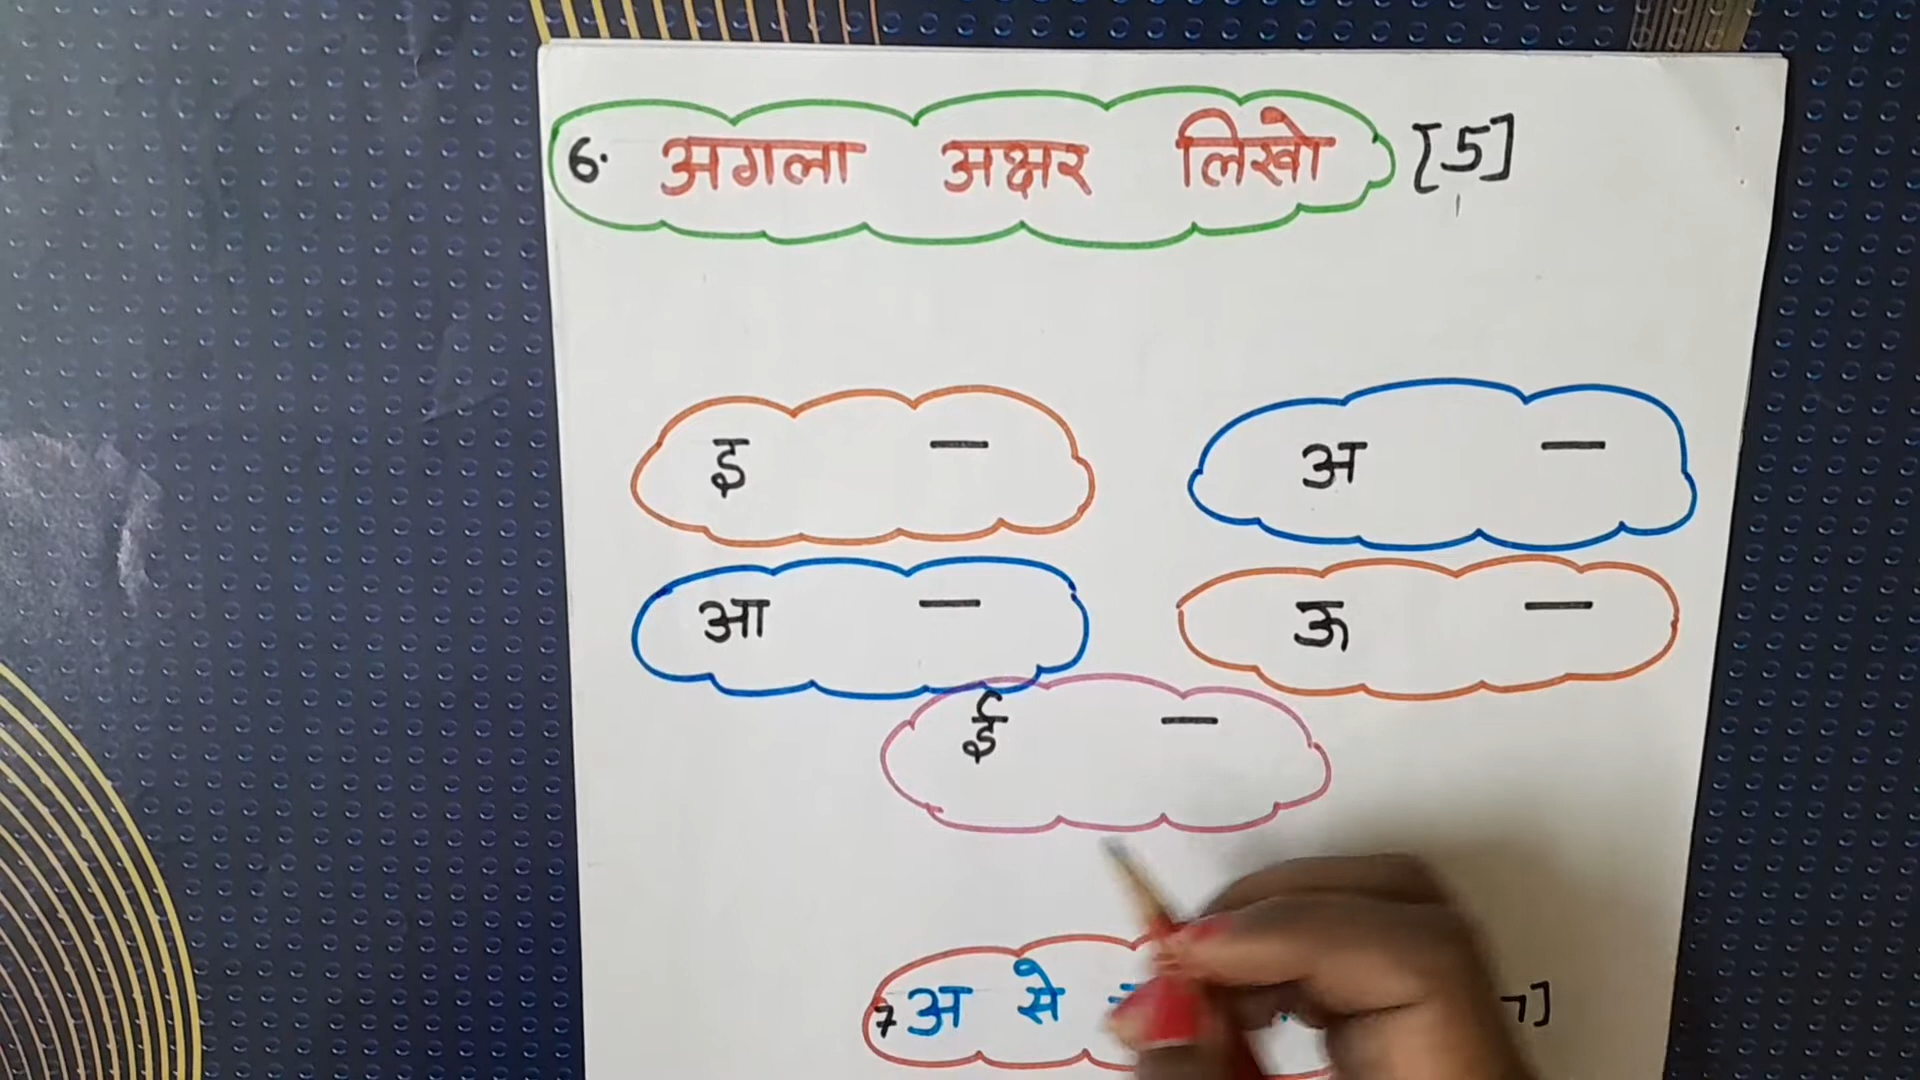 6. अगला अक्षर लिखो [5]
इ — अ —
आ — ऊ —
ई —
7 अ से